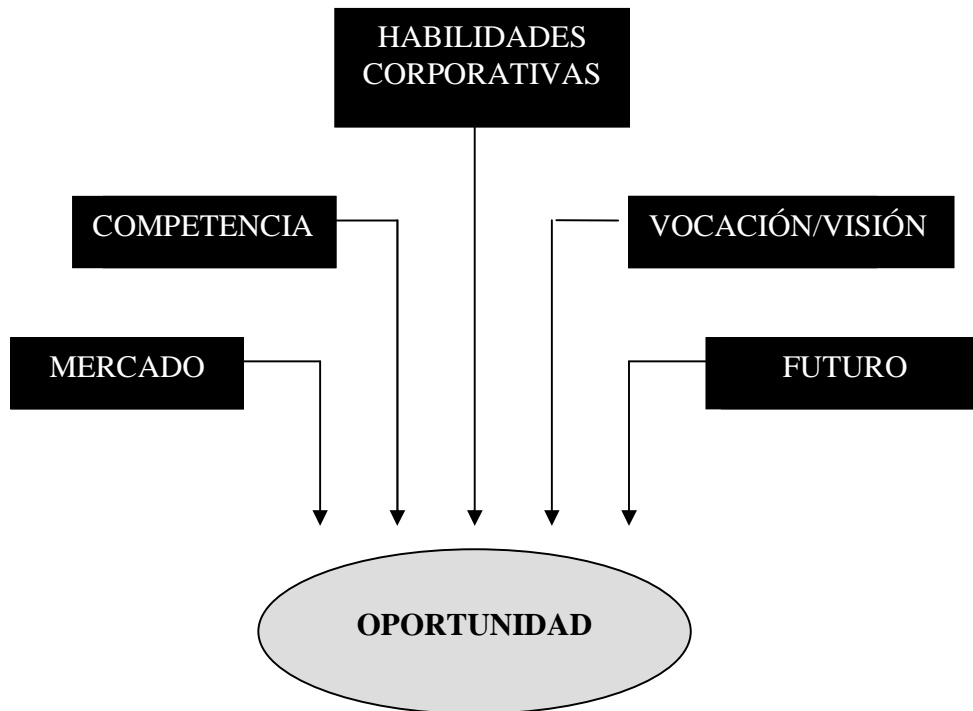 HABILIDADES
CORPORATIVAS
COMPETENCIA
VOCACIÓN/VISIÓN
MERCADO
FUTURO
OPORTUNIDAD